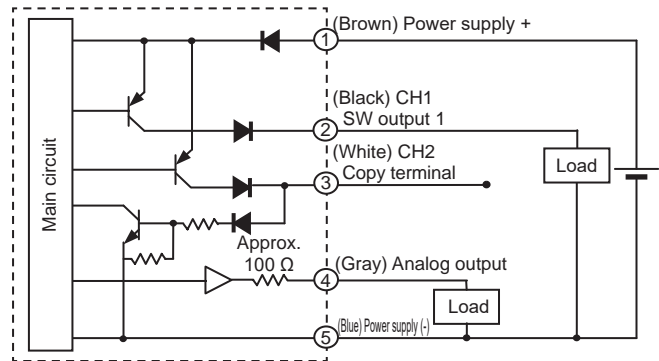 Main circuit
1
(Brown) Power supply +
(Black) CH1
2
SW output 1
(White) CH2
3
Copy terminal
Load
Approx.
100 Ω
4
(Gray) Analog output
Load
5
(Blue) Power supply (-)